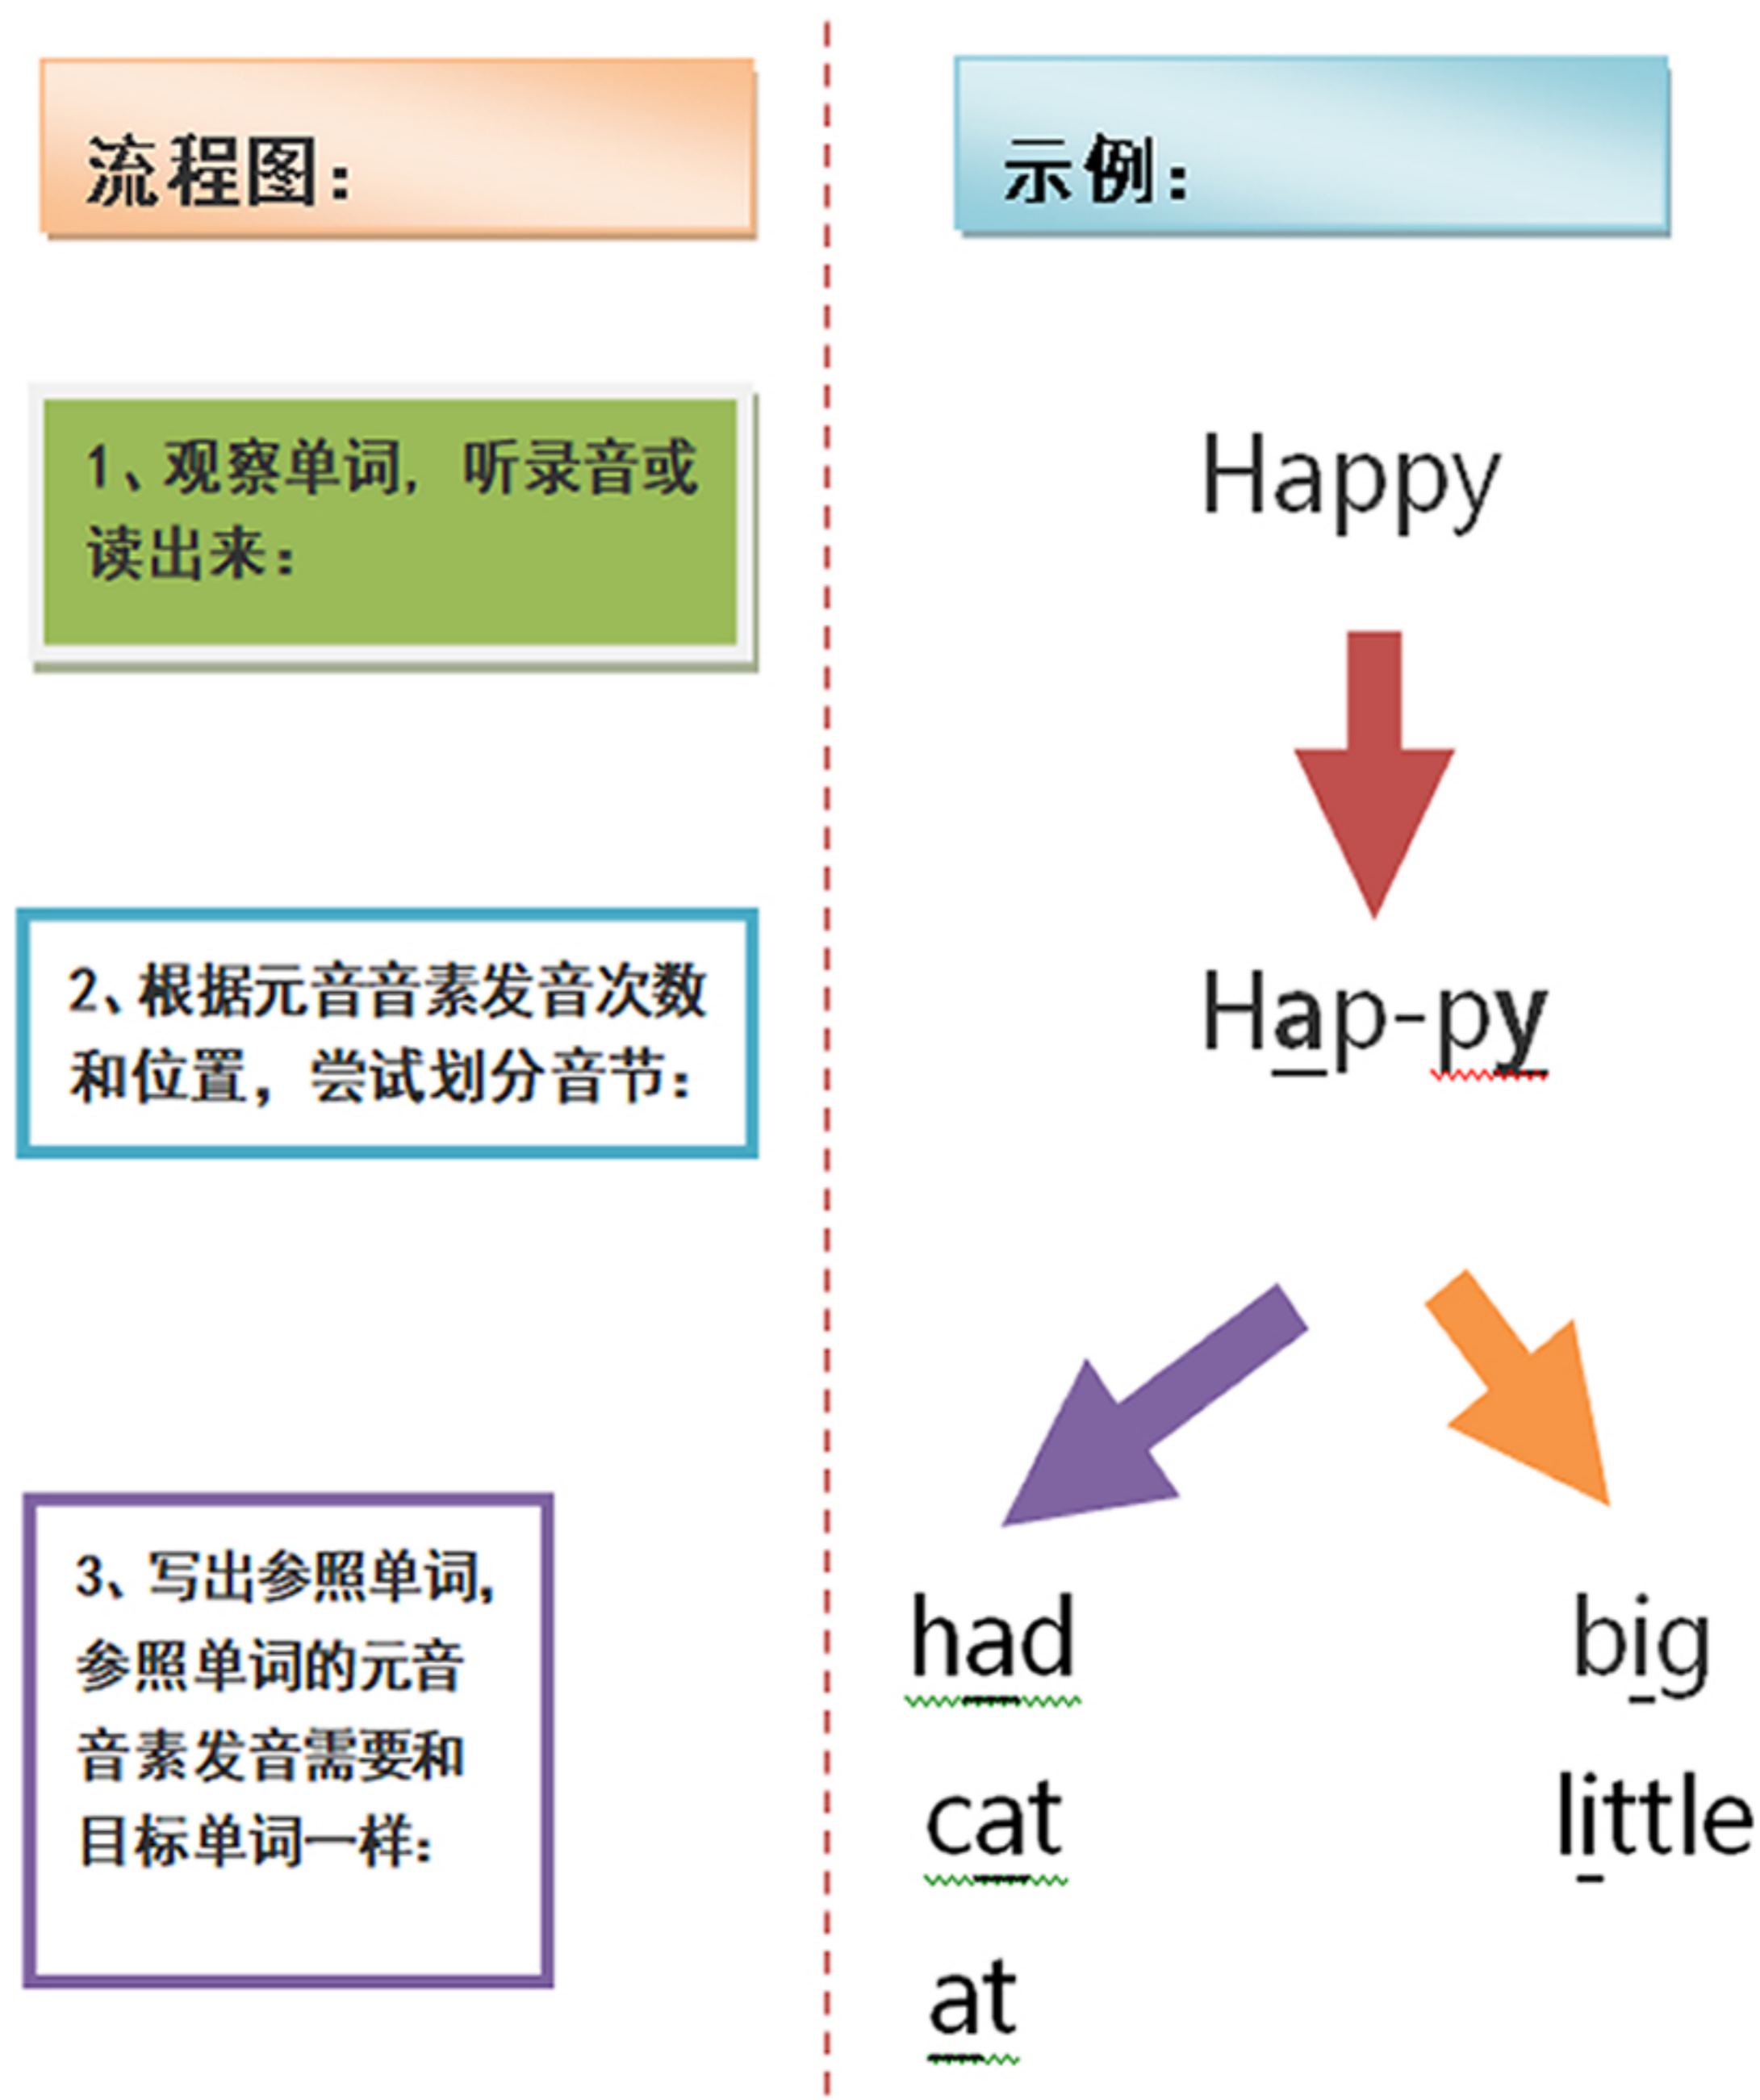 流程图：
1、观察单词，听录音或
读出来：
2、根据元音音素发音次数
和位置，尝试划分音节：
3、写出参照单词，
参照单词的元音
音素发音需要和
目标单词一样：
示例：
Happy
Hap-py
had
cat
at
big
little